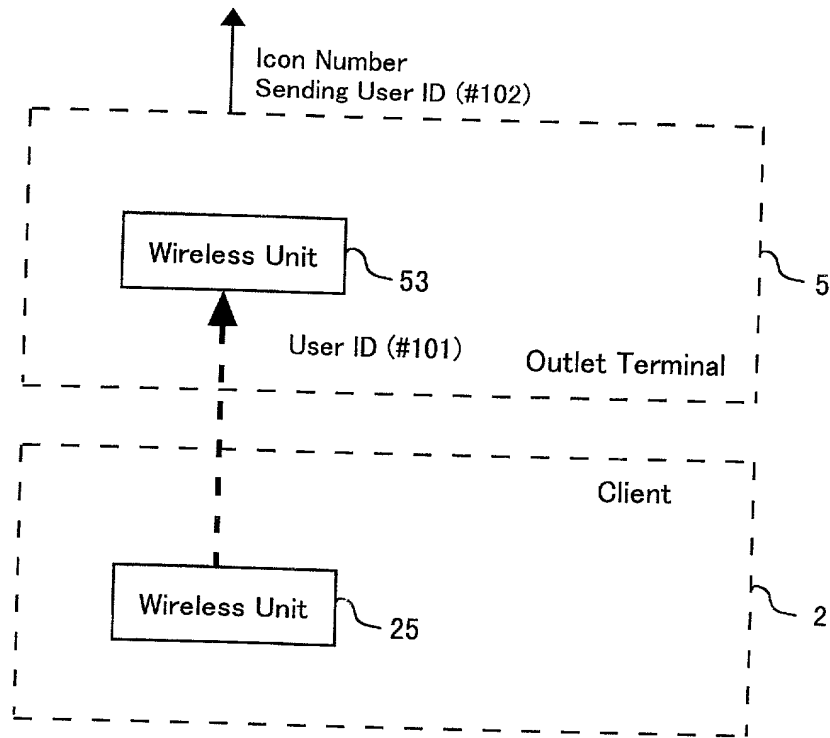 Icon Number
Sending User ID (#102)
Wireless Unit
53
5
User ID (#101)
Outlet Terminal
Client
Wireless Unit
25
2